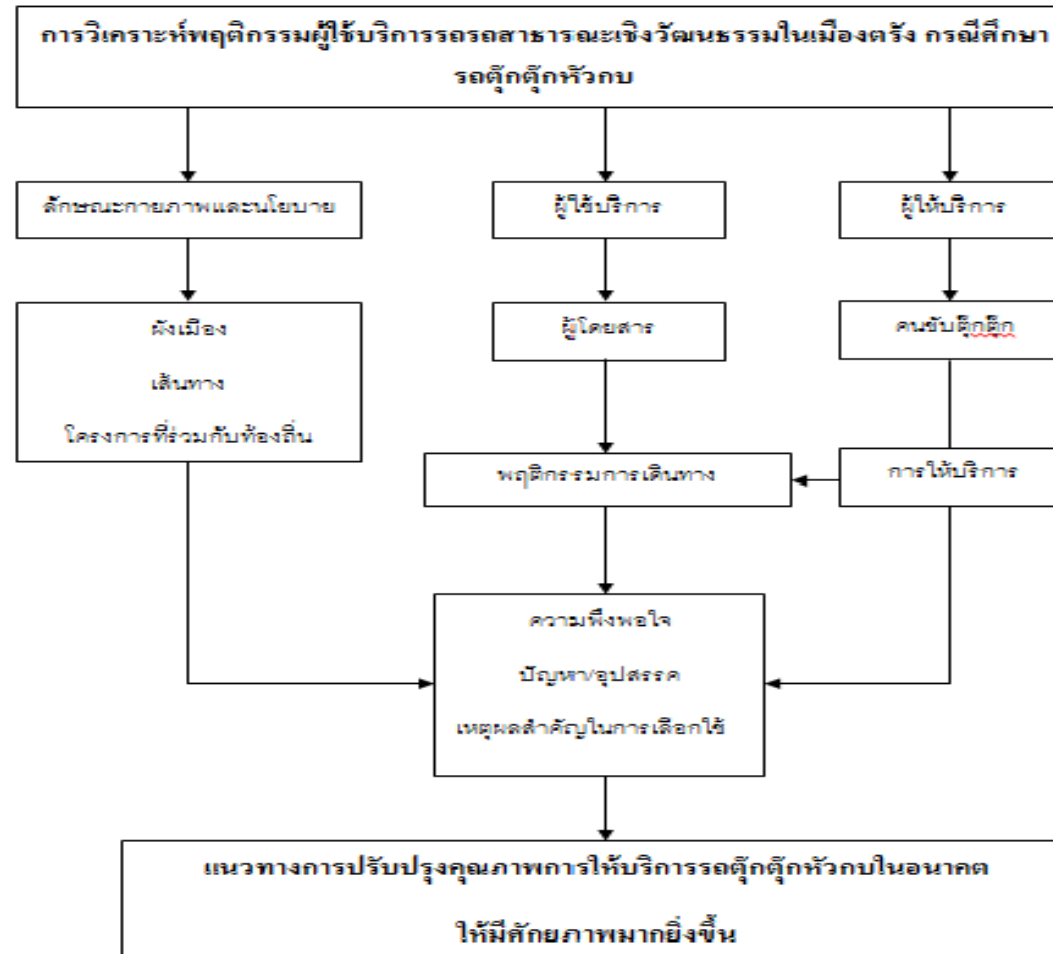 การวิเคราะห์พฤติกรรมผู้ใช้บริการรถรถสาธารณะเชิงวัฒนธรรมในเมืองตรัง กรณีศึกษา
รถตุ๊กตุ๊กหัวกบ
ลักษณะกายภาพและนโยบาย
ผู้ใช้บริการ
ผู้ให้บริการ
ผังเมือง
เส้นทาง
โครงการที่ร่วมกับท้องถิ่น
ผู้โดยสาร
คนขับตุ๊กตุ๊ก
พฤติกรรมการเดินทาง
การให้บริการ
ความพึงพอใจ
ปัญหา/อุปสรรค
เหตุผลสำคัญในการเลือกใช้
แนวทางการปรับปรุงคุณภาพการให้บริการรถตุ๊กตุ๊กหัวกบในอนาคต
ให้มีศักยภาพมากยิ่งขึ้น